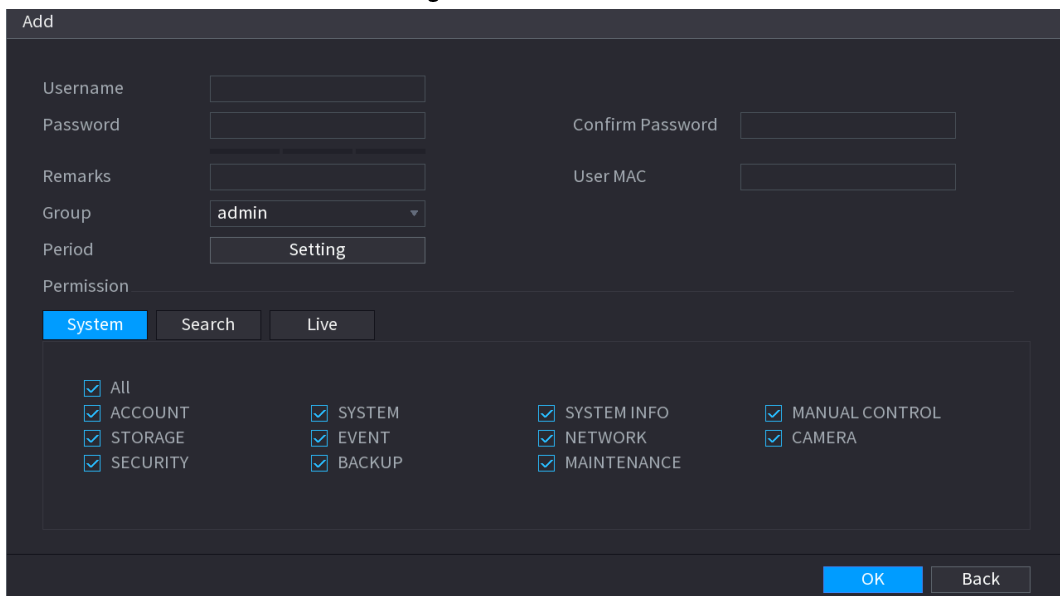 Add
Username
Password Confirm Password
Remarks User MAC
Group admin
Period Setting
Permission
System Search Live
All
ACCOUNT SYSTEM SYSTEM INFO MANUAL CONTROL
STORAGE EVENT NETWORK CAMERA
SECURITY BACKUP MAINTENANCE
OK Back